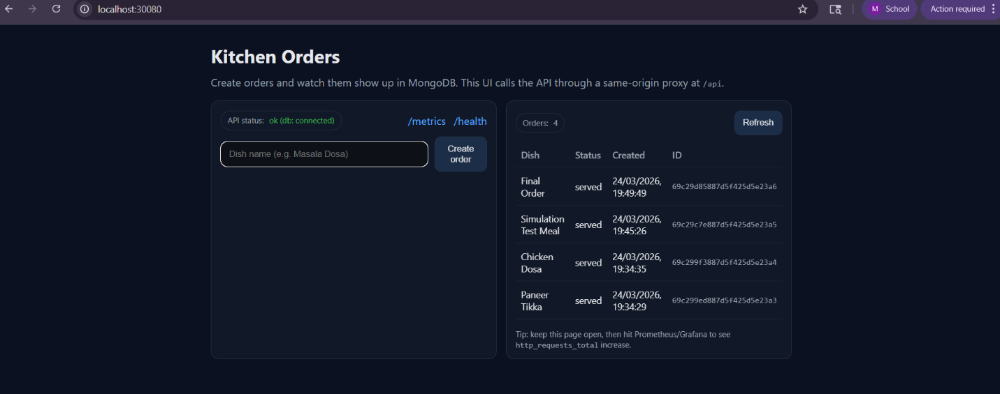 localhost:30080
M School
Action required
Kitchen Orders
Create orders and watch them show up in MongoDB. This UI calls the API through a same-origin proxy at /api.
API status: ok (db: connected)
/metrics /health
Dish name (e.g. Masala Dosa)
Create
order
Orders: 4
Refresh
Dish Status Created ID
Final
Order
served
24/03/2026,
19:49:49
69c29d85887d5f425d5e23a6
Simulation
Test Meal
served
24/03/2026,
19:45:26
69c29c7e887d5f425d5e23a5
Chicken
Dosa
served
24/03/2026,
19:34:35
69c299f3887d5f425d5e23a4
Paneer
Tikka
served
24/03/2026,
19:34:29
69c299ed887d5f425d5e23a3
Tip: keep this page open, then hit Prometheus/Grafana to see
http_requests_total increase.